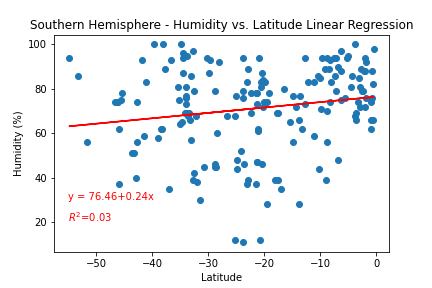 Southern Hemisphere - Humidity vs. Latitude Linear Regression
100
80
60
40
20
Humidity (%)
y = 76.46+0.24x
R²=0.03
−50
−40
−30
−20
−10
0
Latitude